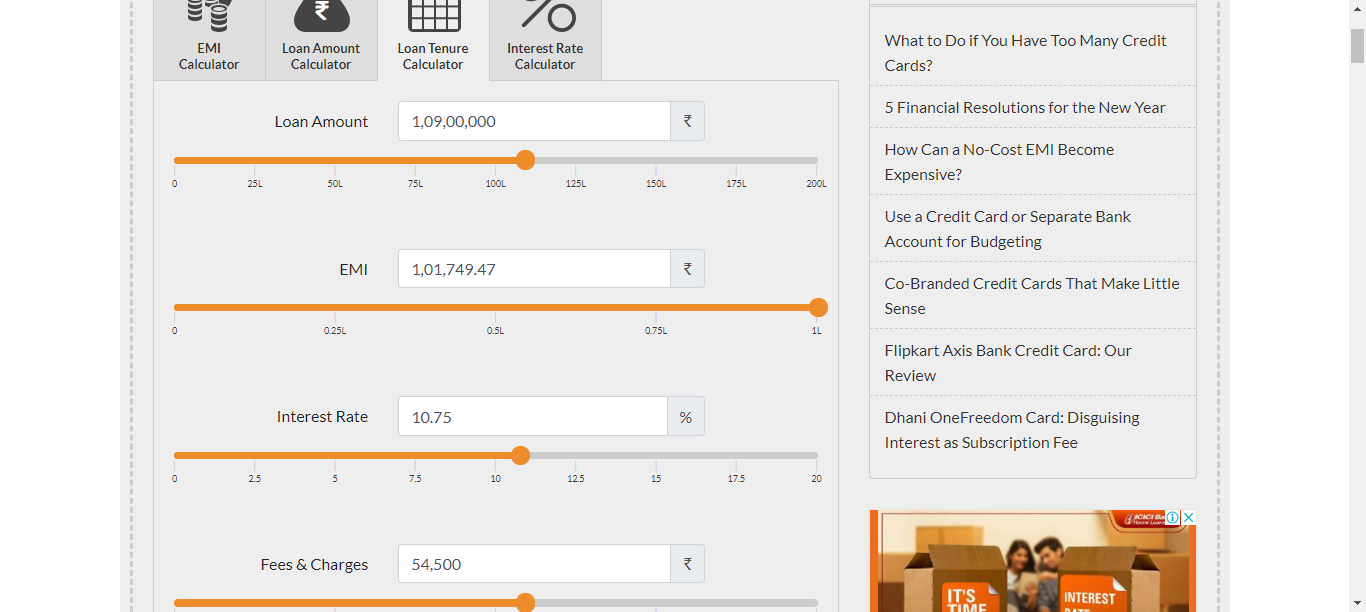 EMI
Calculator
Loan Amount
Calculator
Loan Tenure
Calculator
Interest Rate
Calculator
Loan Amount
1,09,00,000
₹
0 25L 50L 75L 100L 125L 150L 175L 200L
EMI
1,01,749.47
₹
0 0.25L 0.5L 0.75L 1L
Interest Rate
10.75
%
0 2.5 5 7.5 10 12.5 15 17.5 20
Fees & Charges
54,500
₹
What to Do if You Have Too Many Credit
Cards?
5 Financial Resolutions for the New Year
How Can a No-Cost EMI Become
Expensive?
Use a Credit Card or Separate Bank
Account for Budgeting
Co-Branded Credit Cards That Make Little
Sense
Flipkart Axis Bank Credit Card: Our
Review
Dhani OneFreedom Card: Disguising
Interest as Subscription Fee
ICICI
Home
IT'S
TIME
INTEREST